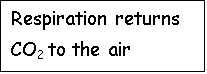 Respiration returns
CO₂ to the air